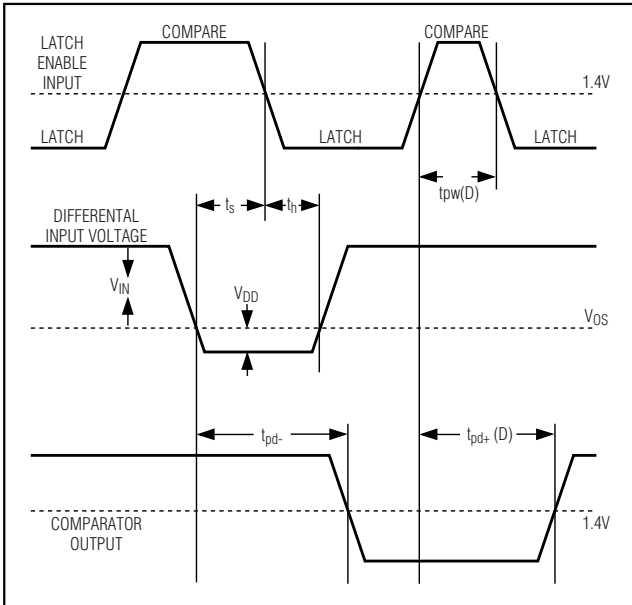 COMPARE
COMPARE
LATCH
ENABLE
INPUT
1.4V
LATCH
LATCH
LATCH
tpw(D)
ts
th
DIFFERENTAL
INPUT VOLTAGE
VIN
VDD
VOS
tpd-
tpd+ (D)
COMPARATOR
OUTPUT
1.4V